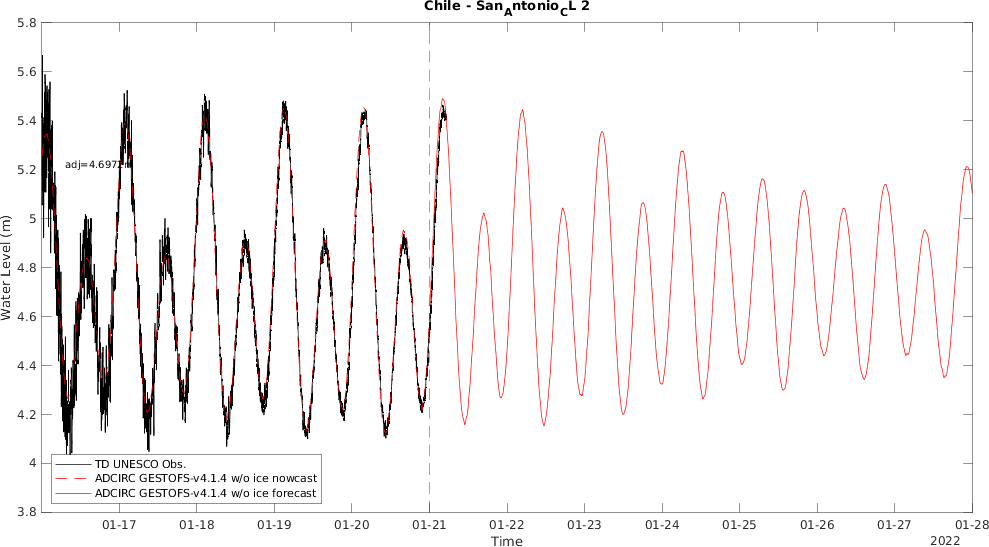 Chile - SanAntonioCL 2
5.8
5.6
5.4
5.2
5
4.8
4.6
4.4
4.2
4
3.8
Water Level (m)
adj=4.6971m
TD UNESCO Obs.
ADCIRC GESTOFS-v4.1.4 w/o ice nowcast
ADCIRC GESTOFS-v4.1.4 w/o ice forecast
01-17 01-18 01-19 01-20 01-21 01-22 01-23 01-24 01-25 01-26 01-27 01-28
Time
2022